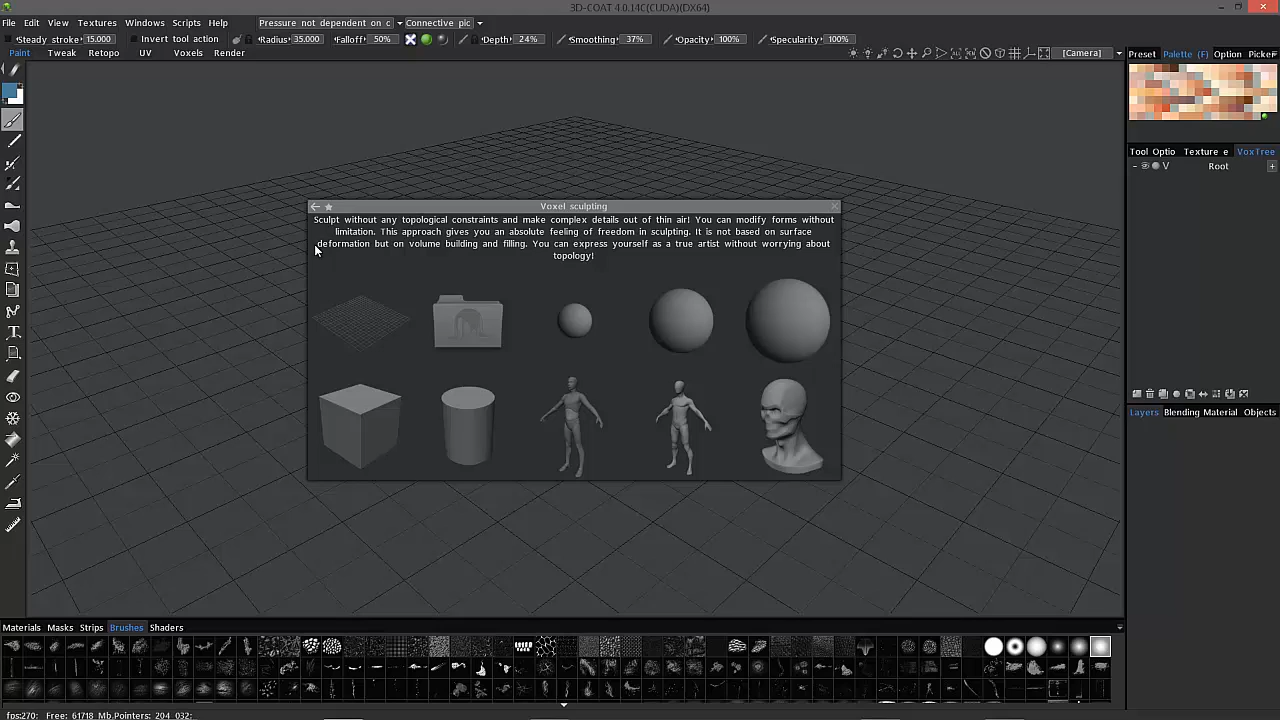 3D-COAT 4.0.14C(CUDA)(DX64)
File Edit View Textures Windows Scripts Help Pressure not dependent on c Connective pic
Steady stroke 15.000 Invert tool action Radius 35.000 Falloff 50% Depth 24% Smoothing 37% Opacity 100% Specularity 100%
Paint Tweak Retopo UV Voxels Render [Camera] Preset Palette (F) Option Picker
Tool Optio Texture e VoxTree
V Root
Voxel sculpting
Sculpt without any topological constraints and make complex details out of thin air! You can modify forms without
limitation. This approach gives you an absolute feeling of freedom in sculpting. It is not based on surface
deformation but on volume building and filling. You can express yourself as a true artist without worrying about
topology!
Layers Blending Material Objects
Materials Masks Strips Brushes Shaders
fps:270; Free: 61718 Mb,Pointers: 204 032;